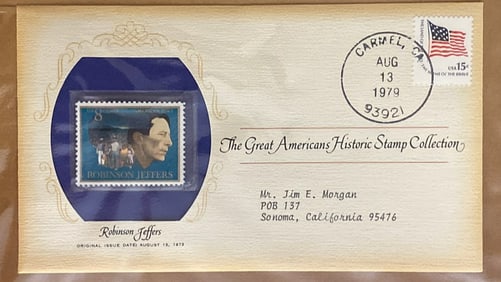 CARMEL, CA
AUG
13
1979
93921
USA 15c
8
ROBINSON JEFFERS
The Great Americans Historic Stamp Collection
Mr. Jim E. Morgan
POB 137
Sonoma, California 95476
Robinson Jeffers
ORIGINAL ISSUE DATE: AUGUST 13, 1973